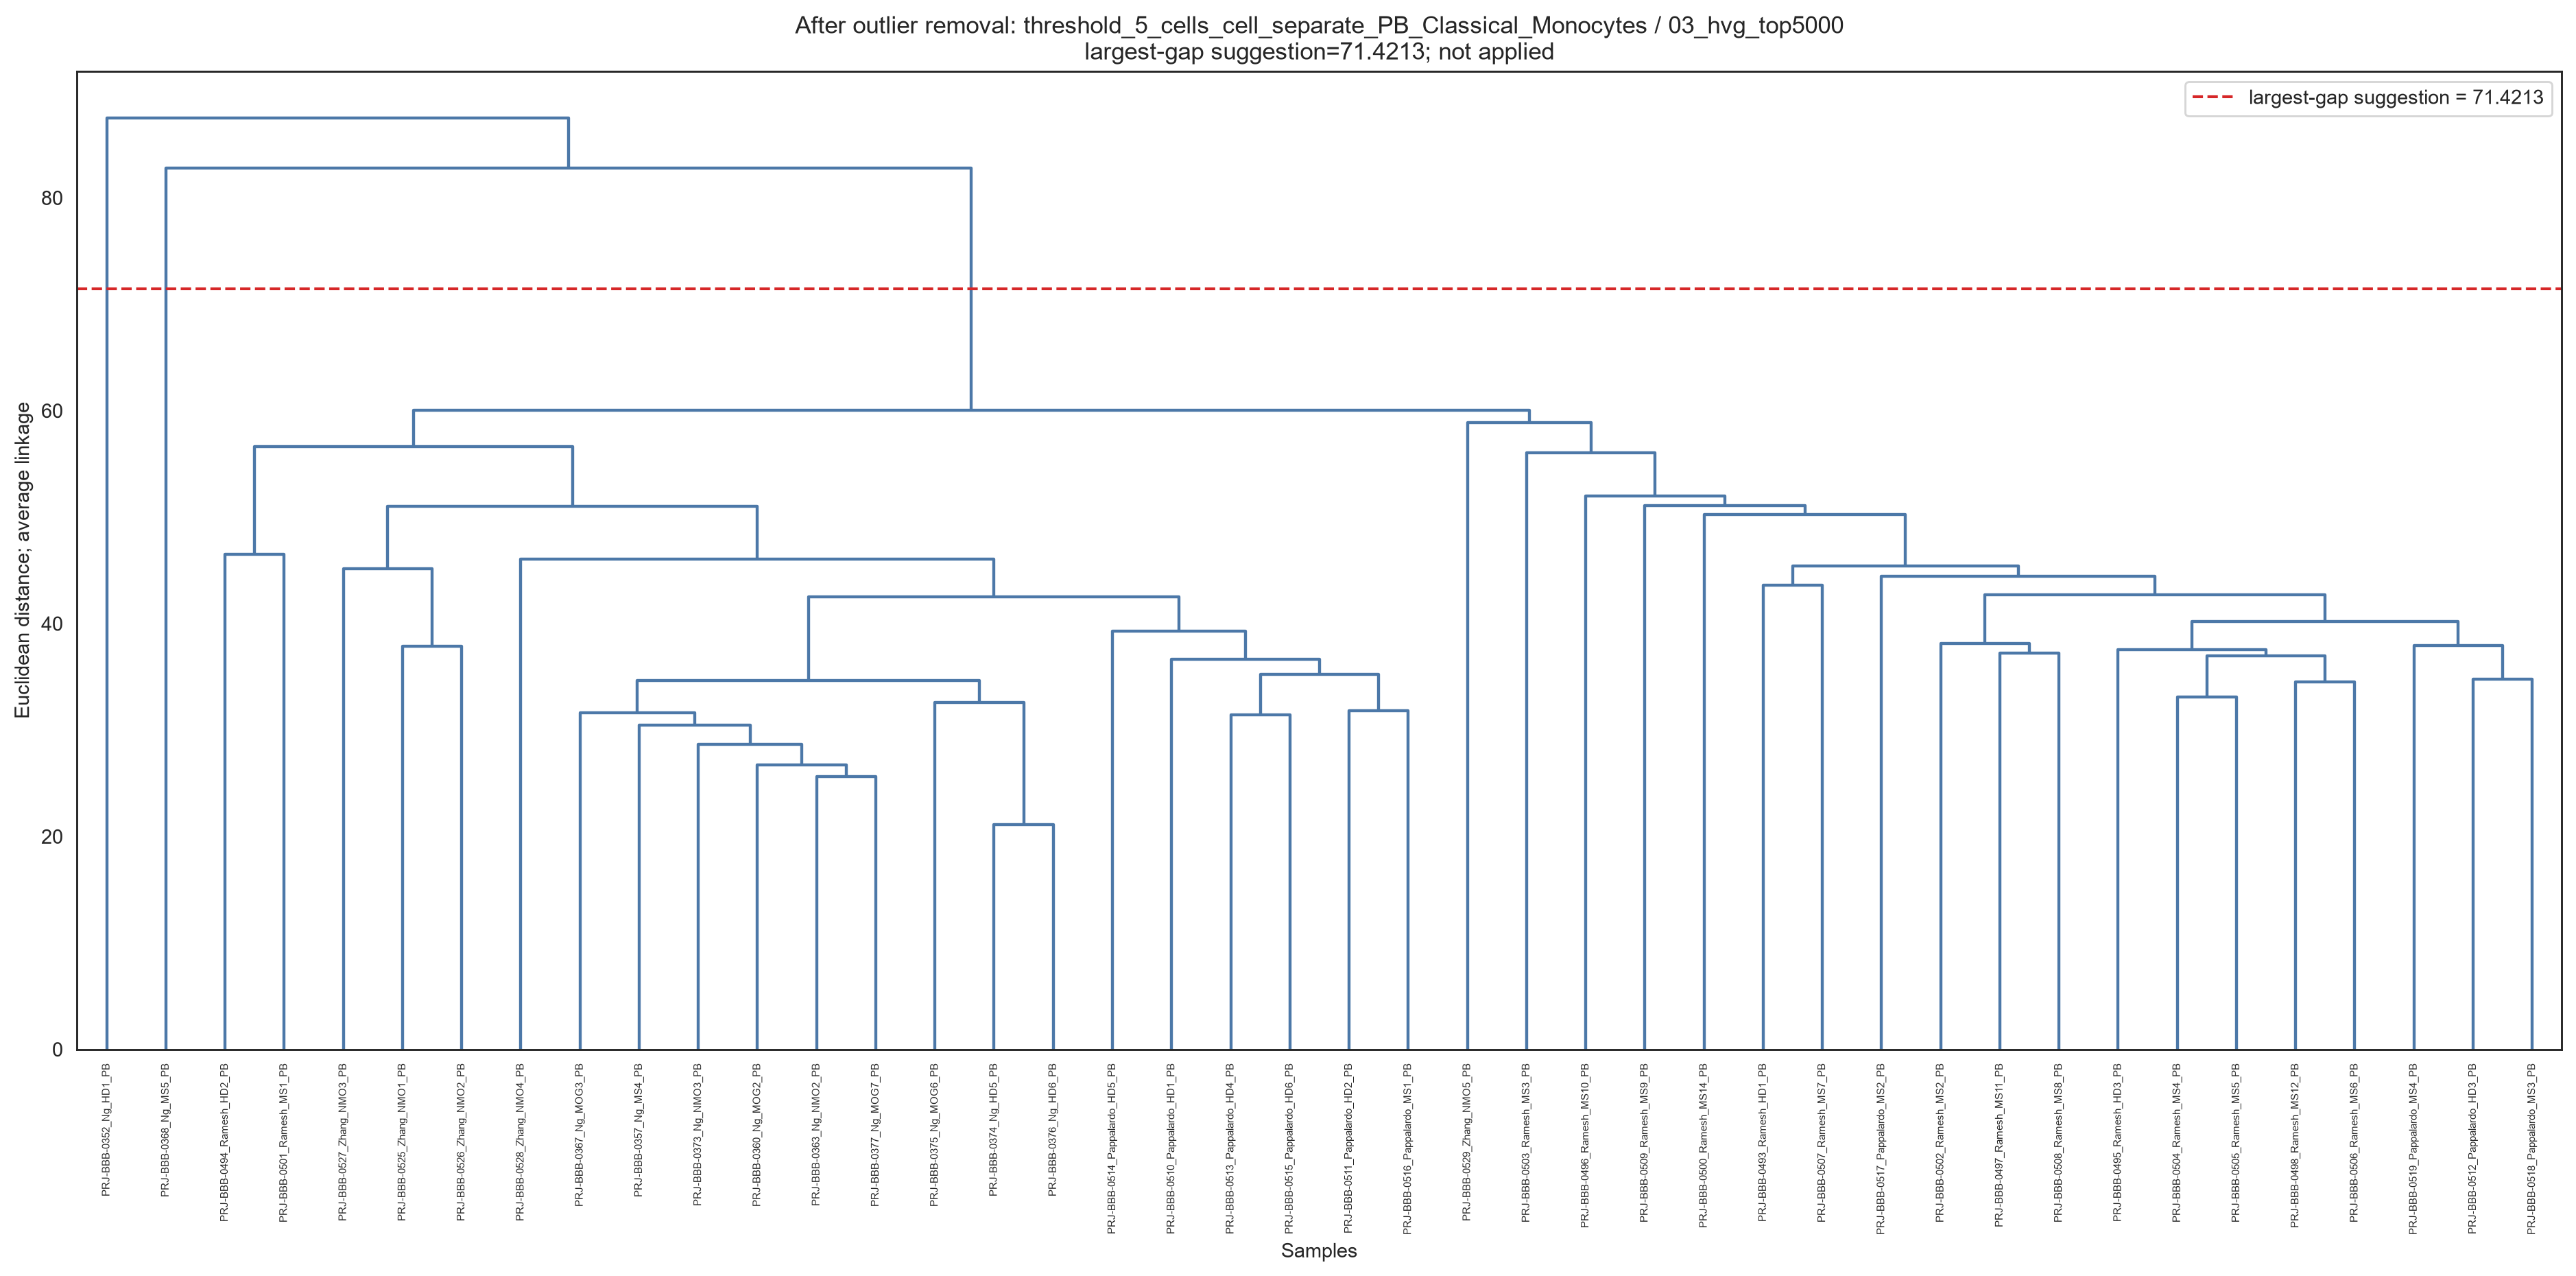 After outlier removal: threshold_5_cells_cell_separate_PB_Classical_Monocytes / 03_hvg_top5000
largest-gap suggestion=71.4213; not applied
largest-gap suggestion = 71.4213
Euclidean distance; average linkage
80
60
40
20
0
PRJ-BBB-0352_Ng_HD1_PB
PRJ-BBB-0368_Ng_MS5_PB
PRJ-BBB-0494_Ramesh_HD2_PB
PRJ-BBB-0501_Ramesh_MS1_PB
PRJ-BBB-0527_Zhang_NMO3_PB
PRJ-BBB-0525_Zhang_NMO1_PB
PRJ-BBB-0526_Zhang_NMO2_PB
PRJ-BBB-0528_Zhang_NMO4_PB
PRJ-BBB-0367_Ng_MOG3_PB
PRJ-BBB-0357_Ng_MS4_PB
PRJ-BBB-0373_Ng_NMO3_PB
PRJ-BBB-0360_Ng_MOG2_PB
PRJ-BBB-0363_Ng_NMO2_PB
PRJ-BBB-0377_Ng_MOG7_PB
PRJ-BBB-0375_Ng_MOG6_PB
PRJ-BBB-0374_Ng_HD5_PB
PRJ-BBB-0376_Ng_HD6_PB
PRJ-BBB-0514_Pappalardo_HD5_PB
PRJ-BBB-0510_Pappalardo_HD1_PB
PRJ-BBB-0513_Pappalardo_HD4_PB
PRJ-BBB-0515_Pappalardo_HD6_PB
PRJ-BBB-0511_Pappalardo_HD2_PB
PRJ-BBB-0516_Pappalardo_MS1_PB
PRJ-BBB-0529_Zhang_NMO5_PB
PRJ-BBB-0503_Ramesh_MS3_PB
PRJ-BBB-0496_Ramesh_MS10_PB
PRJ-BBB-0509_Ramesh_MS9_PB
PRJ-BBB-0500_Ramesh_MS14_PB
PRJ-BBB-0493_Ramesh_HD1_PB
PRJ-BBB-0507_Ramesh_MS7_PB
PRJ-BBB-0517_Pappalardo_MS2_PB
PRJ-BBB-0502_Ramesh_MS2_PB
PRJ-BBB-0497_Ramesh_MS11_PB
PRJ-BBB-0508_Ramesh_MS8_PB
PRJ-BBB-0495_Ramesh_HD3_PB
PRJ-BBB-0504_Ramesh_MS4_PB
PRJ-BBB-0505_Ramesh_MS5_PB
PRJ-BBB-0498_Ramesh_MS12_PB
PRJ-BBB-0506_Ramesh_MS6_PB
PRJ-BBB-0519_Pappalardo_MS4_PB
PRJ-BBB-0512_Pappalardo_HD3_PB
PRJ-BBB-0518_Pappalardo_MS3_PB
Samples